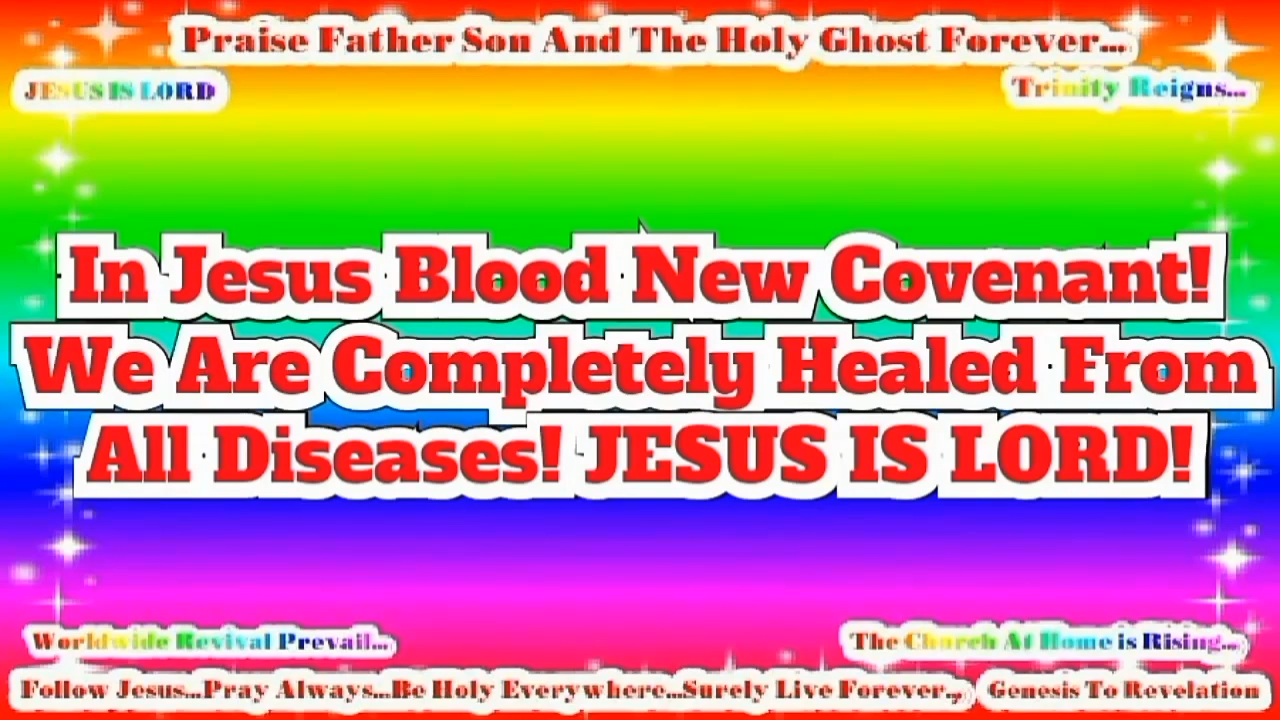 Praise Father Son And The Holy Ghost Forever...
JESUS IS LORD
Trinity Reigns...
In Jesus Blood New Covenant!
We Are Completely Healed From
All Diseases! JESUS IS LORD!
Worldwide Revival Prevail...
The Church At Home is Rising...
Follow Jesus...Pray Always...Be Holy Everywhere...Surely Live Forever.,,
Genesis To Revelation